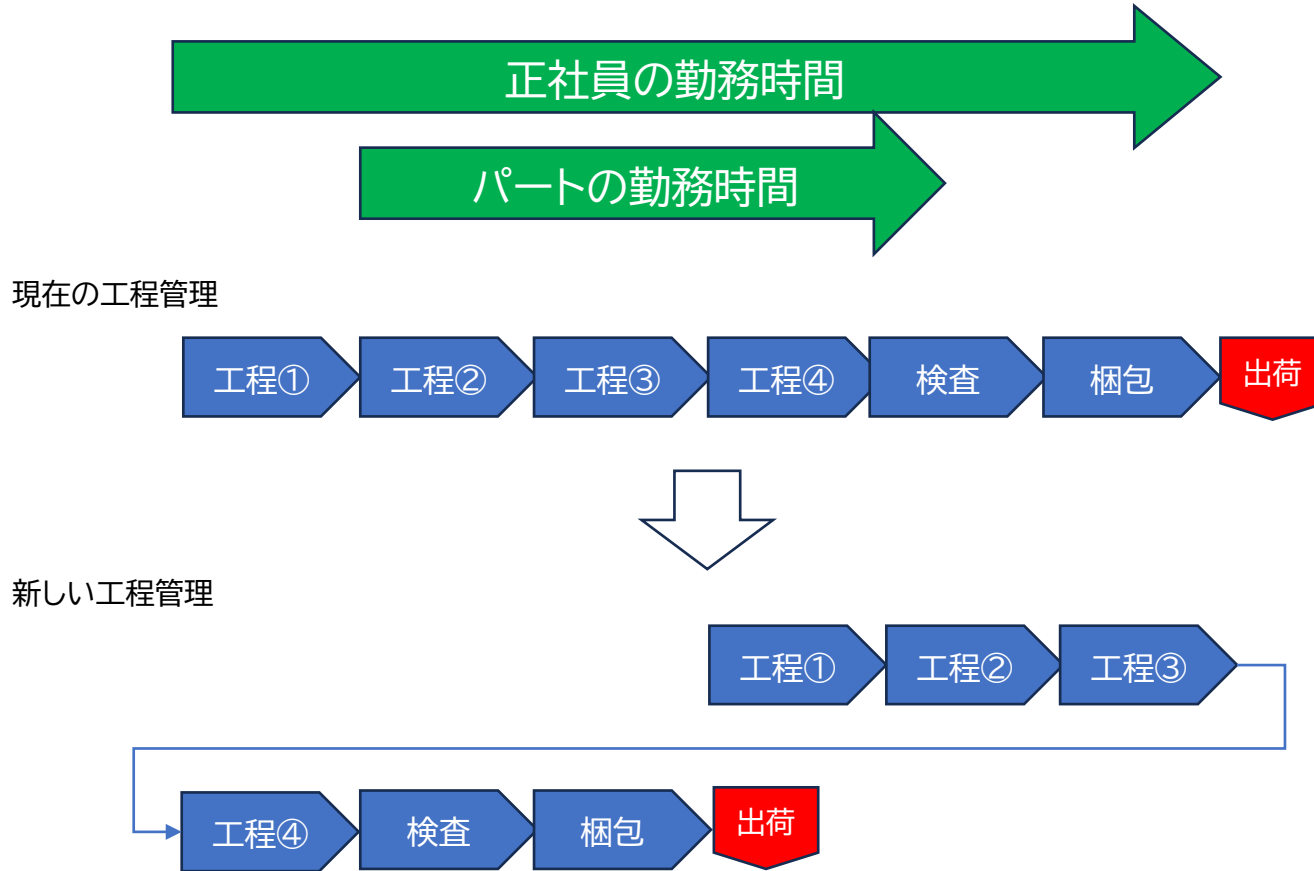 正社員の勤務時間
パートの勤務時間
現在の工程管理
工程①
工程②
工程③
工程④
検査
梱包
出荷
新しい工程管理
工程①
工程②
工程③
工程④
検査
梱包
出荷